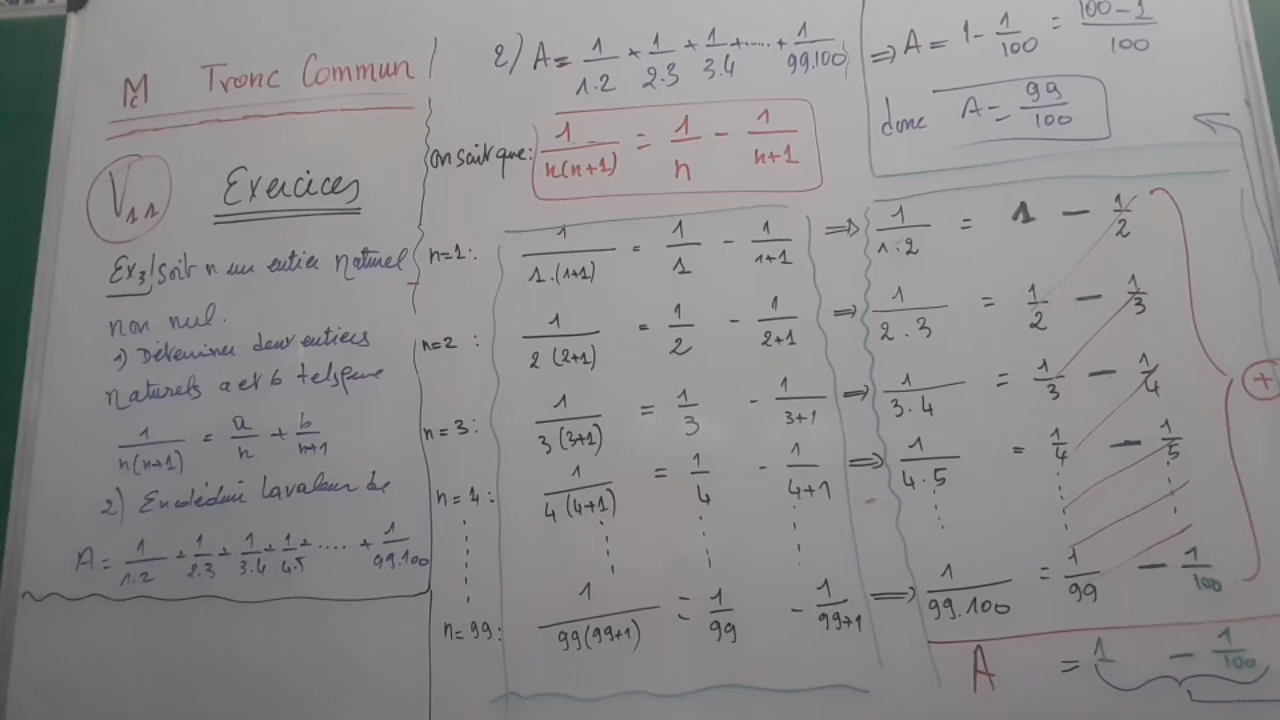 M Tronc Commun
V11 Exercices
Ex3/ soit n un entier naturel
non nul.
1) Déterminer deux entiers
naturels a et b tels que
1/n(n+1) = a/n + b/n+1
2) En déduire la valeur de
A = 1/1.2 + 1/2.3 + 1/3.4 + 1/4.5 + .... + 1/99.100
2) A = 1/1.2 + 1/2.3 + 1/3.4 + ..... + 1/99.100
on sait que: 1/n(n+1) = 1/n - 1/n+1
n=1: 1/1.(1+1) = 1/1 - 1/1+1 ⇒ 1/1.2 = 1 - 1/2
n=2: 1/2(2+1) = 1/2 - 1/2+1 ⇒ 1/2.3 = 1/2 - 1/3
n=3: 1/3(3+1) = 1/3 - 1/3+1 ⇒ 1/3.4 = 1/3 - 1/4
n=4: 1/4(4+1) = 1/4 - 1/4+1 ⇒ 1/4.5 = 1/4 - 1/5
n=99: 1/99(99+1) = 1/99 - 1/99+1 ⇒ 1/99.100 = 1/99 - 1/100
+
A = 1 - 1/100
⇒ A = 1 - 1/100 = 100-1/100
donc A = 99/100